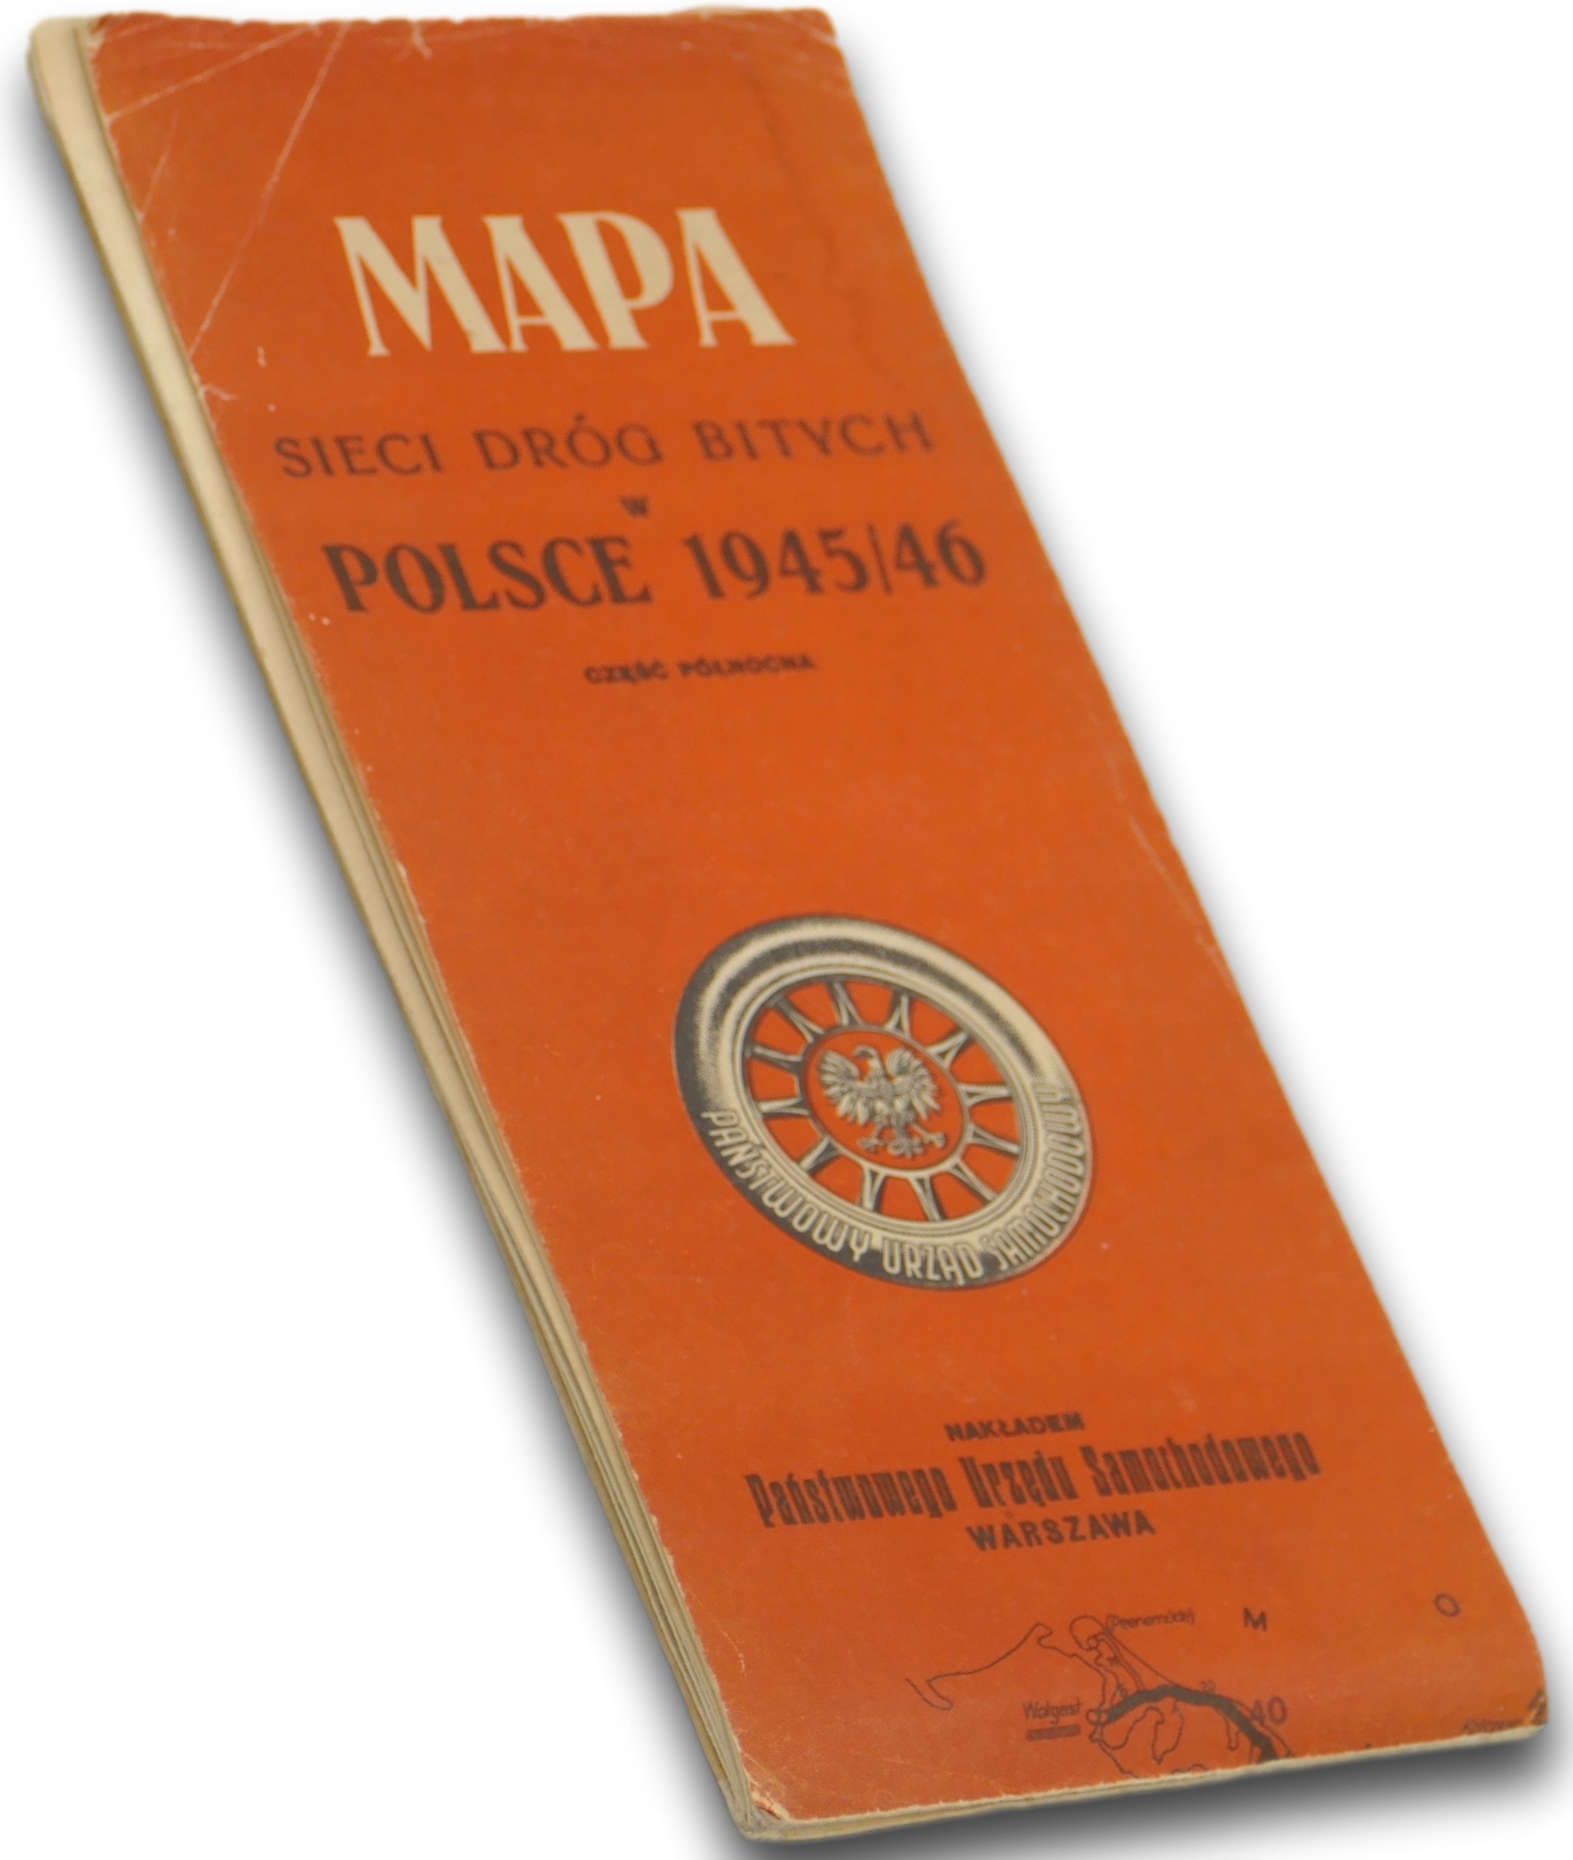 MAPA
SIECI DRÓG BITYCH
W
POLSCE 1945/46
CZĘŚĆ PÓŁNOCNA
PAŃSTWOWY URZĄD SAMOCHODOWY
NAKŁADEM
Państwowego Urzędu Samochodowego
WARSZAWA
(Peenemünde) M O
Wolgast 40